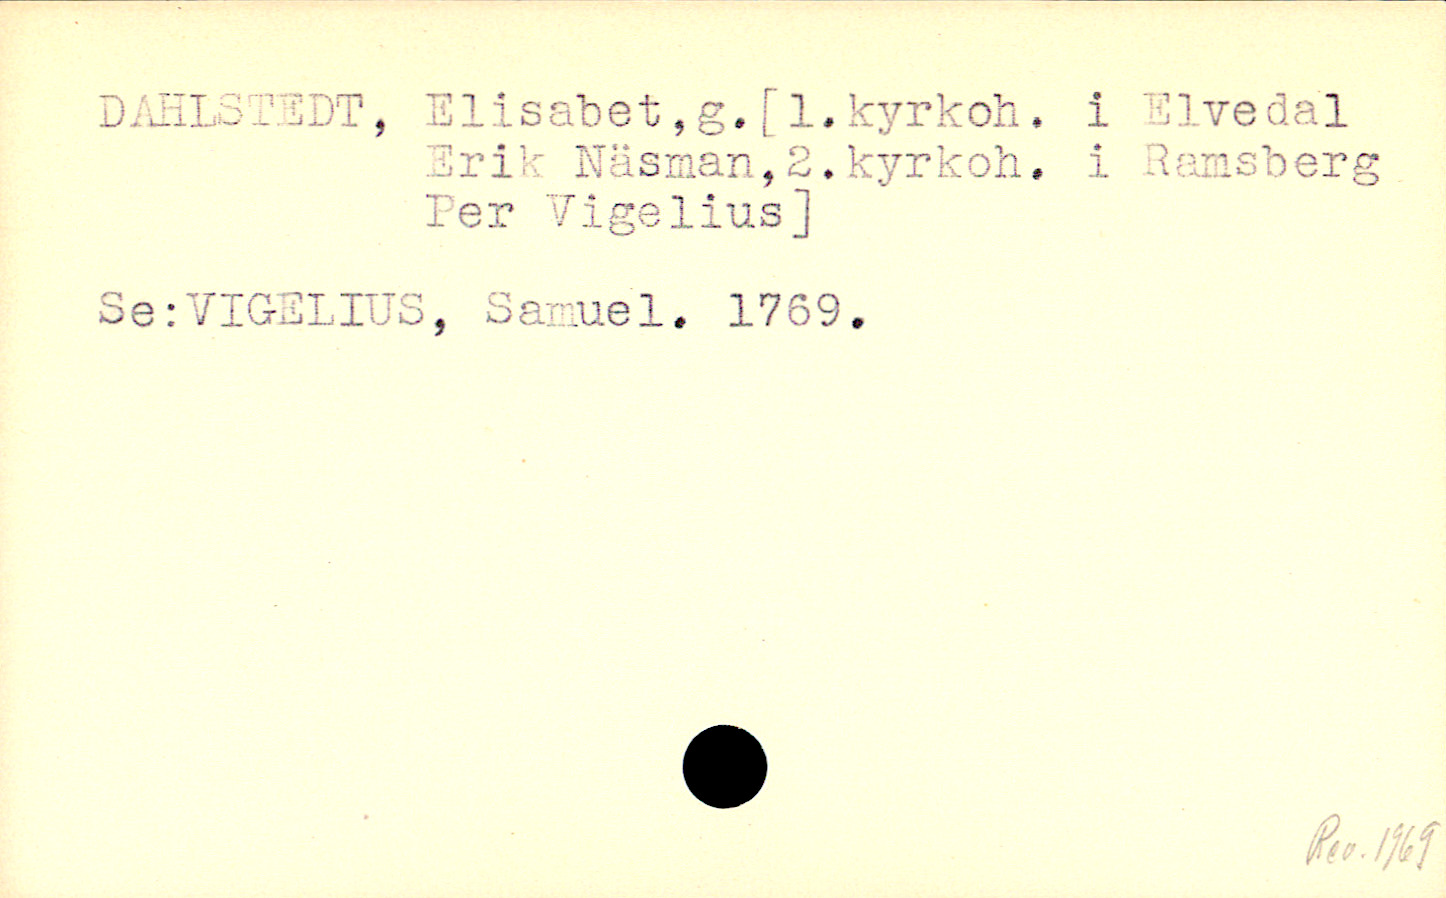 DAHLSTEDT, Elisabet,g.[1.kyrkoh. i Elvedal
Erik Näsman,2.kyrkoh. i Ramsberg
Per Vigelius]
Se:VIGELIUS, Samuel. 1769.
Rev. 1969